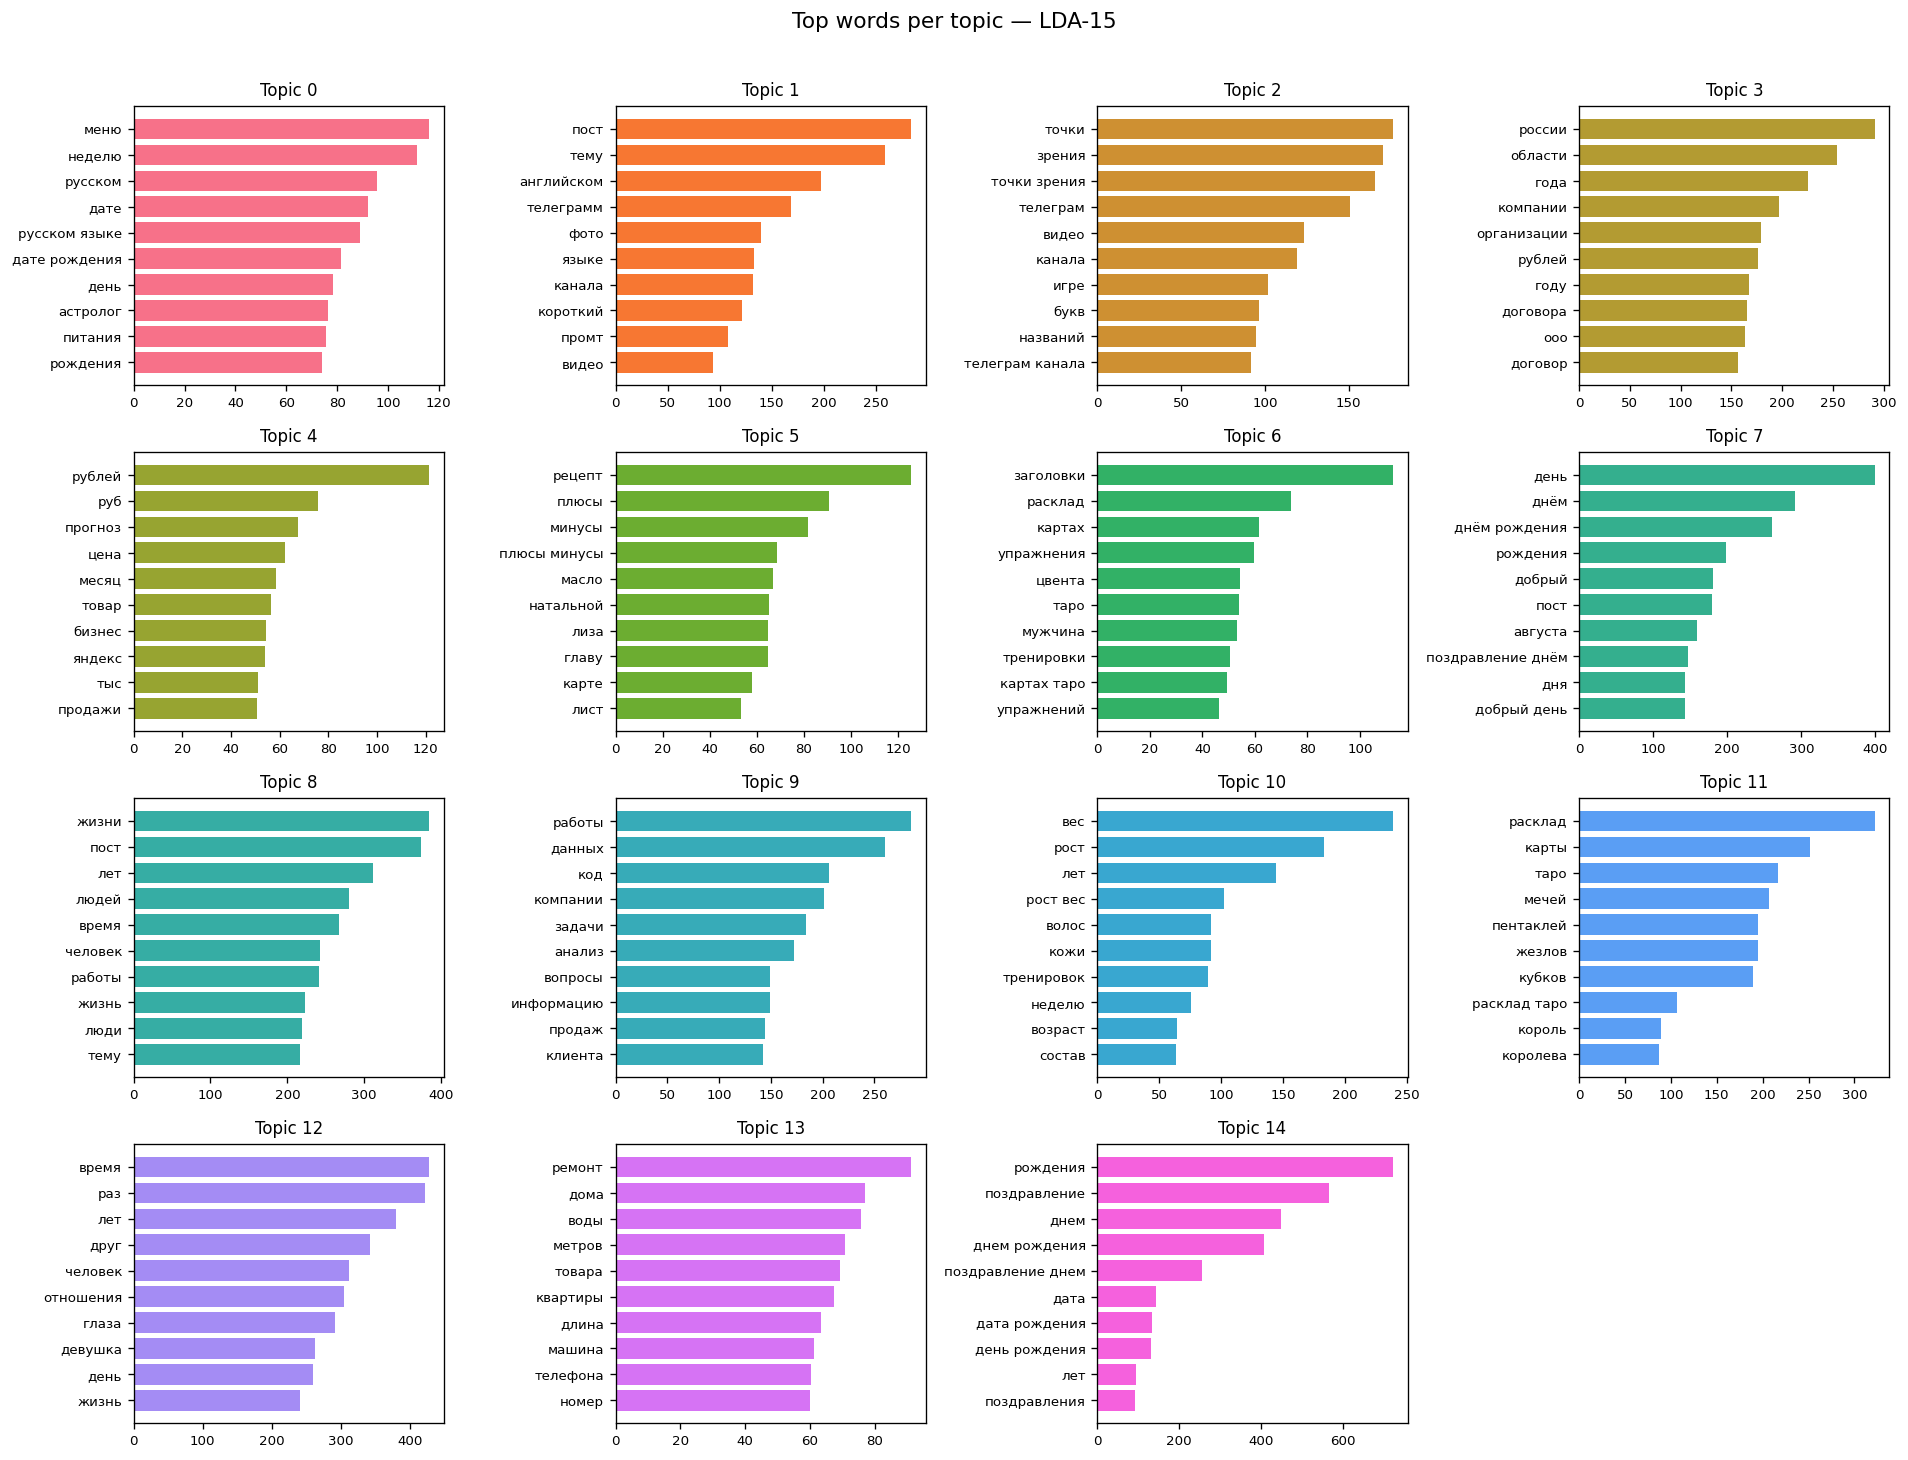 Top words per topic — LDA-15
Topic 0
меню
неделю
русском
дате
русском языке
дате рождения
день
астролог
питания
рождения
0 20 40 60 80 100 120
Topic 1
пост
тему
английском
телеграмм
фото
языке
канала
короткий
промт
видео
0 50 100 150 200 250
Topic 2
точки
зрения
точки зрения
телеграм
видео
канала
игре
букв
названий
телеграм канала
0 50 100 150
Topic 3
россии
области
года
компании
организации
рублей
году
договора
ооо
договор
0 50 100 150 200 250 300
Topic 4
рублей
руб
прогноз
цена
месяц
товар
бизнес
яндекс
тыс
продажи
0 20 40 60 80 100 120
Topic 5
рецепт
плюсы
минусы
плюсы минусы
масло
натальной
лиза
главу
карте
лист
0 20 40 60 80 100 120
Topic 6
заголовки
расклад
картах
упражнения
цвента
таро
мужчина
тренировки
картах таро
упражнений
0 20 40 60 80 100
Topic 7
день
днём
днём рождения
рождения
добрый
пост
августа
поздравление днём
дня
добрый день
0 100 200 300 400
Topic 8
жизни
пост
лет
людей
время
человек
работы
жизнь
люди
тему
0 100 200 300 400
Topic 9
работы
данных
код
компании
задачи
анализ
вопросы
информацию
продаж
клиента
0 50 100 150 200 250
Topic 10
вес
рост
лет
рост вес
волос
кожи
тренировок
неделю
возраст
состав
0 50 100 150 200 250
Topic 11
расклад
карты
таро
мечей
пентаклей
жезлов
кубков
расклад таро
король
королева
0 50 100 150 200 250 300
Topic 12
время
раз
лет
друг
человек
отношения
глаза
девушка
день
жизнь
0 100 200 300 400
Topic 13
ремонт
дома
воды
метров
товара
квартиры
длина
машина
телефона
номер
0 20 40 60 80
Topic 14
рождения
поздравление
днем
днем рождения
поздравление днем
дата
дата рождения
день рождения
лет
поздравления
0 200 400 600